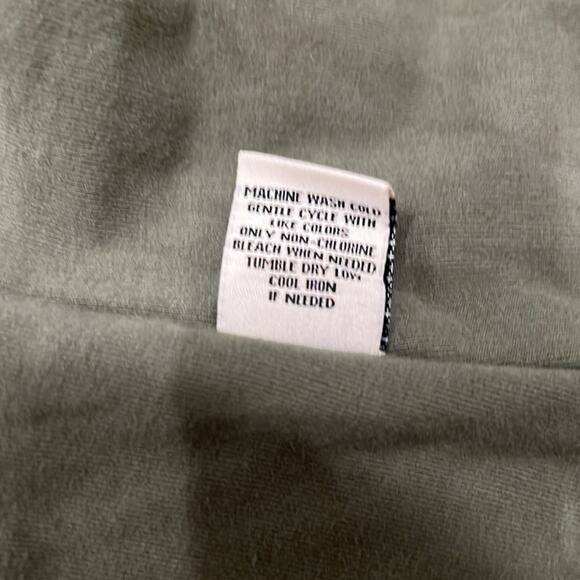 MACHINE WASH COLD
GENTLE CYCLE WITH
LIKE COLORS
ONLY NON-CHLORINE
BLEACH WHEN NEEDED
TUMBLE DRY LOW
COOL IRON
IF NEEDED